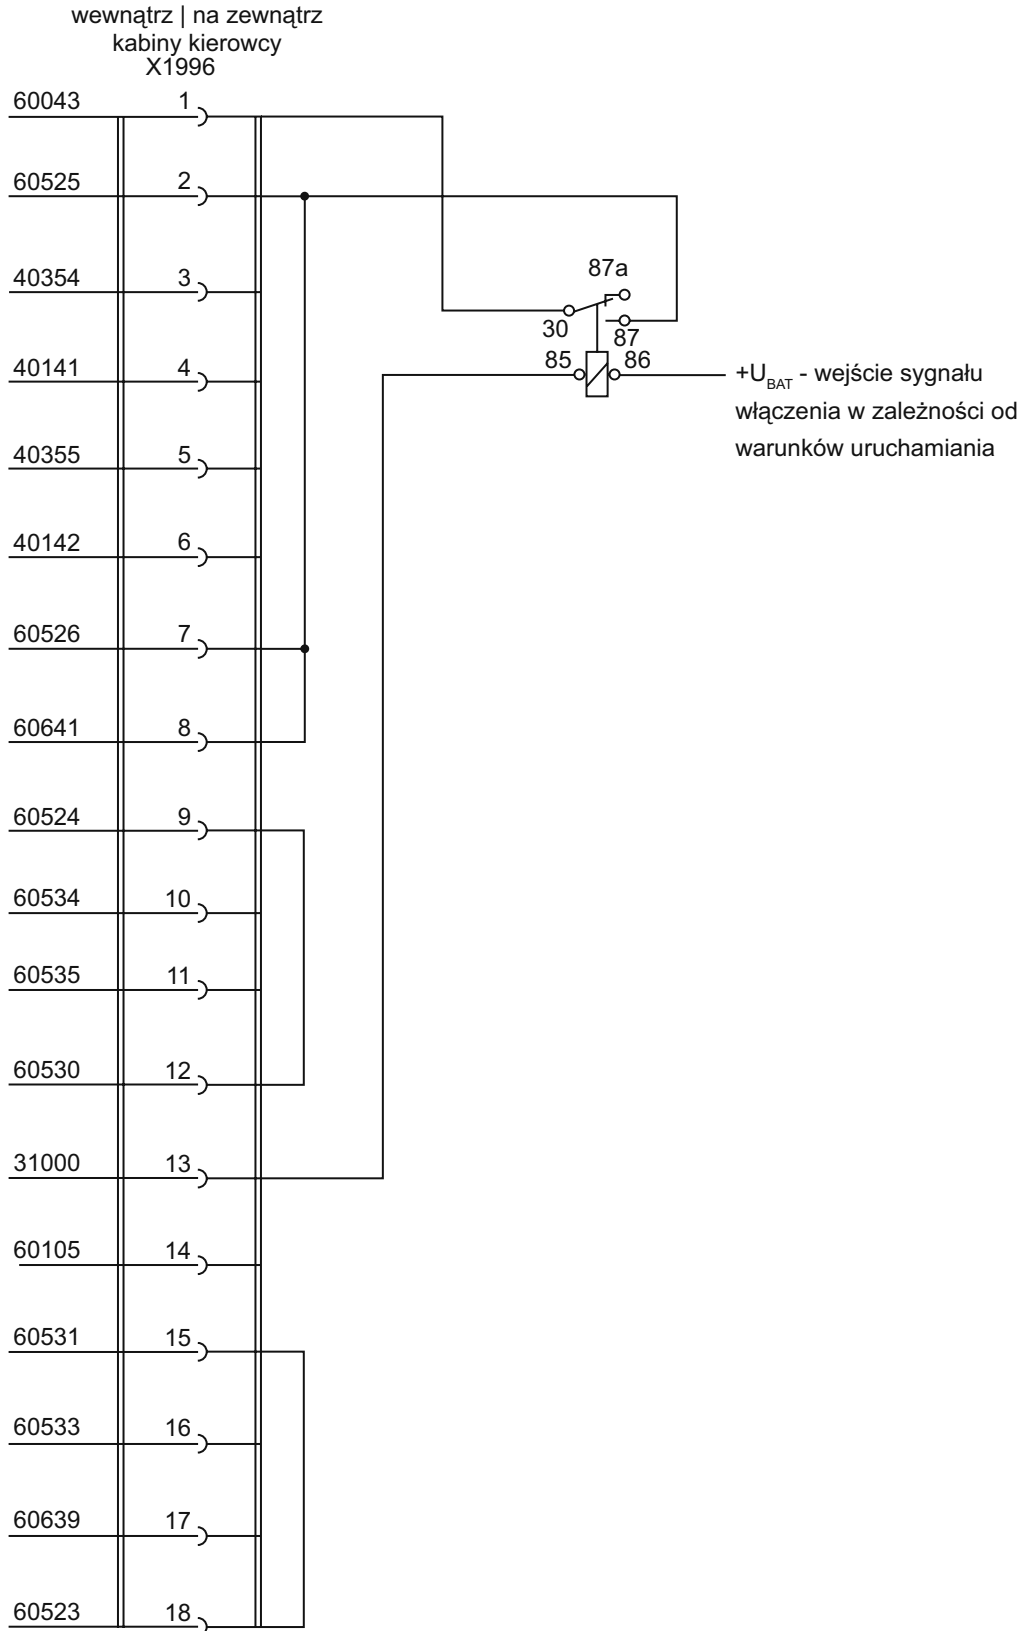 wewnątrz | na zewnątrz
kabiny kierowcy
X1996
60043 1
60525 2
87a
40354 3
30 87
85 86
40141 4
+U_BAT - wejście sygnału
włączenia w zależności od
warunków uruchamiania
40355 5
40142 6
60526 7
60641 8
60524 9
60534 10
60535 11
60530 12
31000 13
60105 14
60531 15
60533 16
60639 17
60523 18